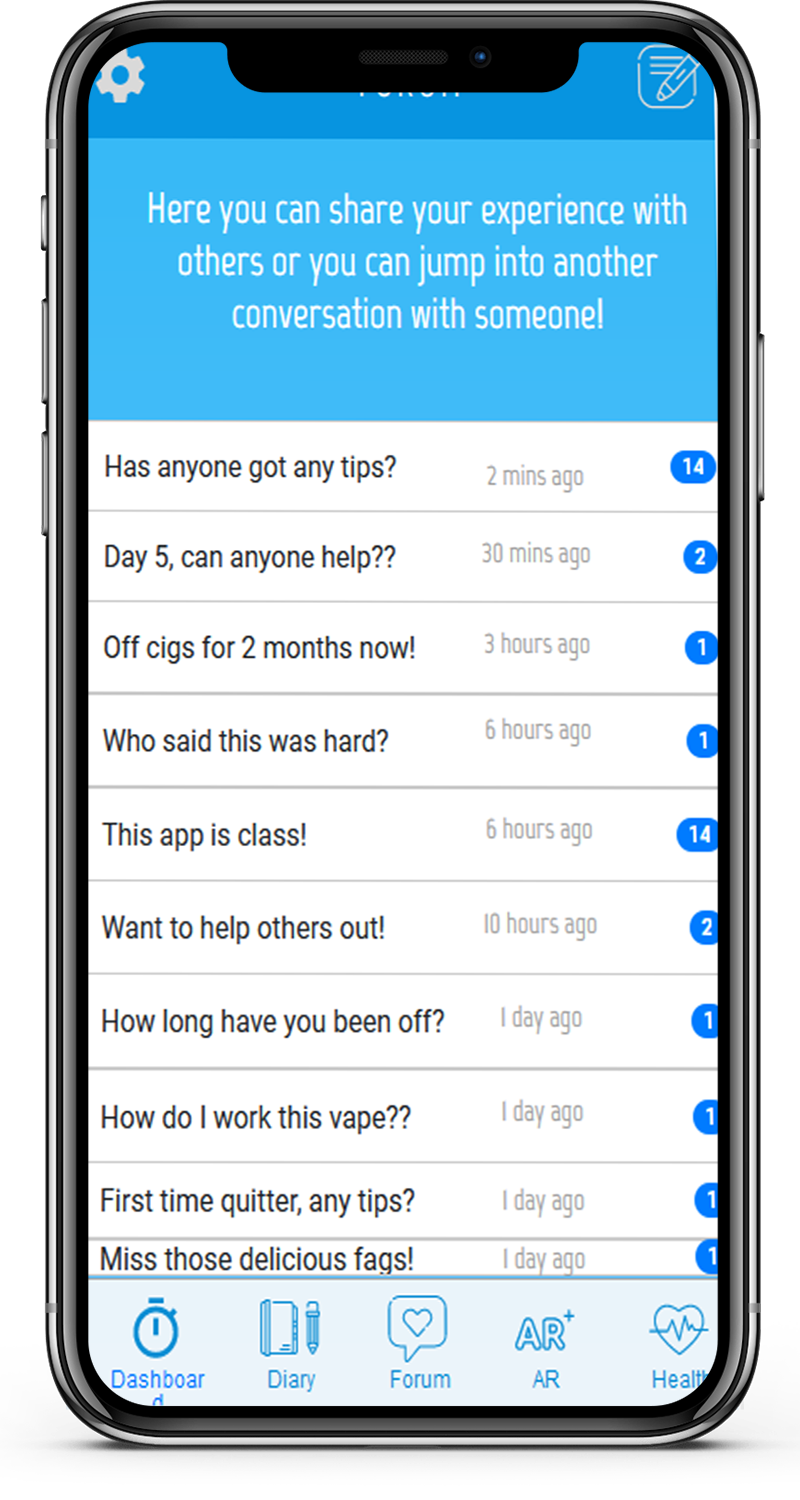 Here you can share your experience with
others or you can jump into another
conversation with someone!
Has anyone got any tips? 2 mins ago 14
Day 5, can anyone help?? 30 mins ago 2
Off cigs for 2 months now! 3 hours ago 1
Who said this was hard? 6 hours ago 1
This app is class! 6 hours ago 14
Want to help others out! 10 hours ago 2
How long have you been off? 1 day ago 1
How do I work this vape?? 1 day ago 1
First time quitter, any tips? 1 day ago 1
Miss those delicious fags! 1 day ago 1
AR+
Dashboar Diary Forum AR Health
d